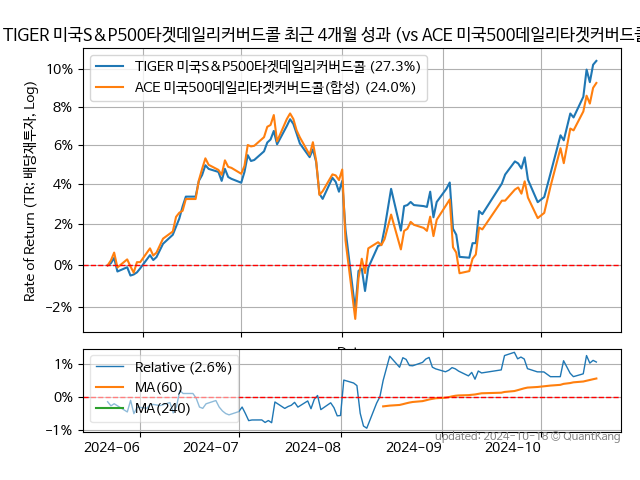 TIGER 미국S&P500타겟데일리커버드콜 최근 4개월 성과 (vs ACE 미국500데일리타겟커버드콜
TIGER 미국S&P500타겟데일리커버드콜 (27.3%)
ACE 미국500데일리타겟커버드콜(합성) (24.0%)
Rate of Return (TR: 배당재투자, Log)
10%
8%
6%
4%
2%
0%
−2%
Relative (2.6%)
MA(60)
MA(240)
1%
0%
−1%
2024-06
2024-07
2024-08
2024-09
2024-10
updated: 2024-10-18 © QuantKang